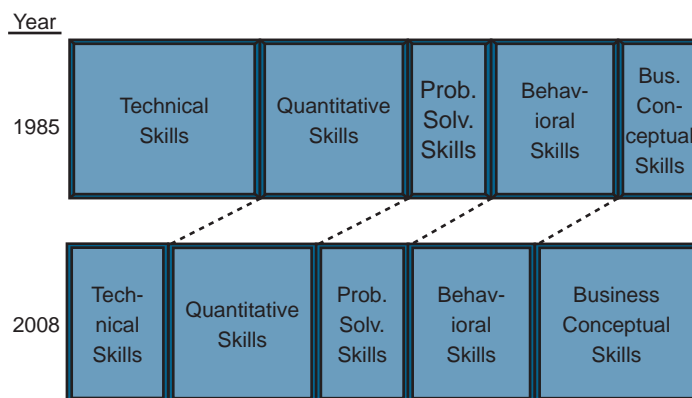 Year
1985
Technical
Skills
Quantitative
Skills
Prob.
Solv.
Skills
Behav-
ioral
Skills
Bus.
Con-
ceptual
Skills
2008
Tech-
nical
Skills
Quantitative
Skills
Prob.
Solv.
Skills
Behav-
ioral
Skills
Business
Conceptual
Skills